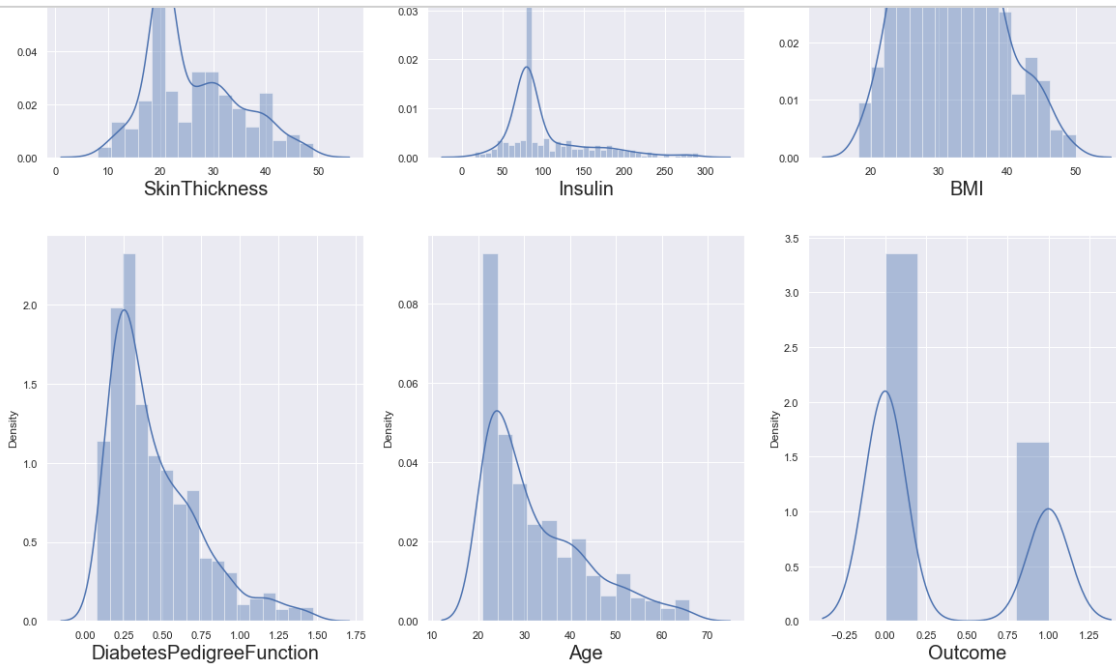 0.04
0.02
0.00
0 10 20 30 40 50
SkinThickness
0.03
0.02
0.01
0.00
0 50 100 150 200 250 300
Insulin
0.02
0.01
0.00
20 30 40 50
BMI
Density
2.0
1.5
1.0
0.5
0.0
0.00 0.25 0.50 0.75 1.00 1.25 1.50 1.75
DiabetesPedigreeFunction
Density
0.08
0.06
0.04
0.02
0.00
10 20 30 40 50 60 70
Age
Density
3.5
3.0
2.5
2.0
1.5
1.0
0.5
0.0
−0.25 0.00 0.25 0.50 0.75 1.00 1.25
Outcome